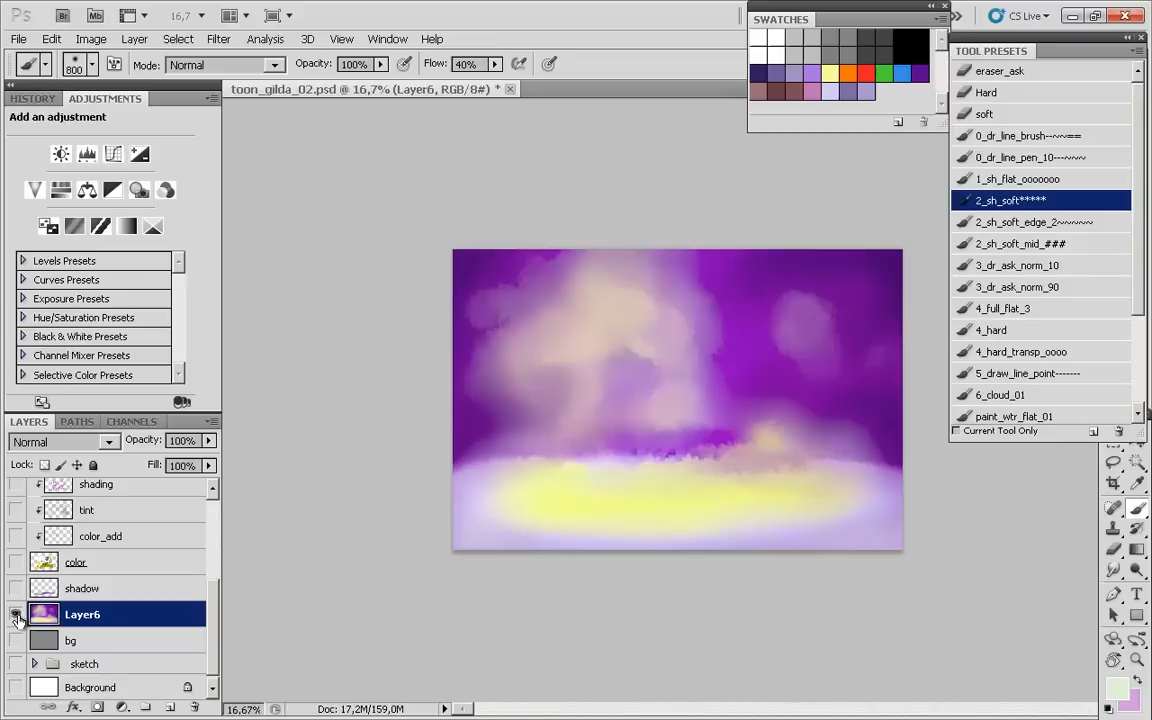 Ps Br Mb 16,7 CS Live
File Edit Image Layer Select Filter Analysis 3D View Window Help
800 Mode: Normal Opacity: 100% Flow: 40%
HISTORY ADJUSTMENTS
toon_gilda_02.psd @ 16,7% (Layer6, RGB/8#) *
SWATCHES
TOOL PRESETS
eraser_ask
Hard
soft
0_dr_line_brush--~~==
0_dr_line_pen_10---~~~
1_sh_flat_ooooooo
2_sh_soft*****
2_sh_soft_edge_2~~~~~
2_sh_soft_mid_###
3_dr_ask_norm_10
3_dr_ask_norm_90
4_full_flat_3
4_hard
4_hard_transp_oooo
5_draw_line_point-------
6_cloud_01
paint_wtr_flat_01
Current Tool Only
Add an adjustment
Levels Presets
Curves Presets
Exposure Presets
Hue/Saturation Presets
Black & White Presets
Channel Mixer Presets
Selective Color Presets
LAYERS PATHS CHANNELS
Normal Opacity: 100%
Lock: Fill: 100%
shading
tint
color_add
color
shadow
Layer6
bg
sketch
Background
16,67% Doc: 17,2M/159,0M